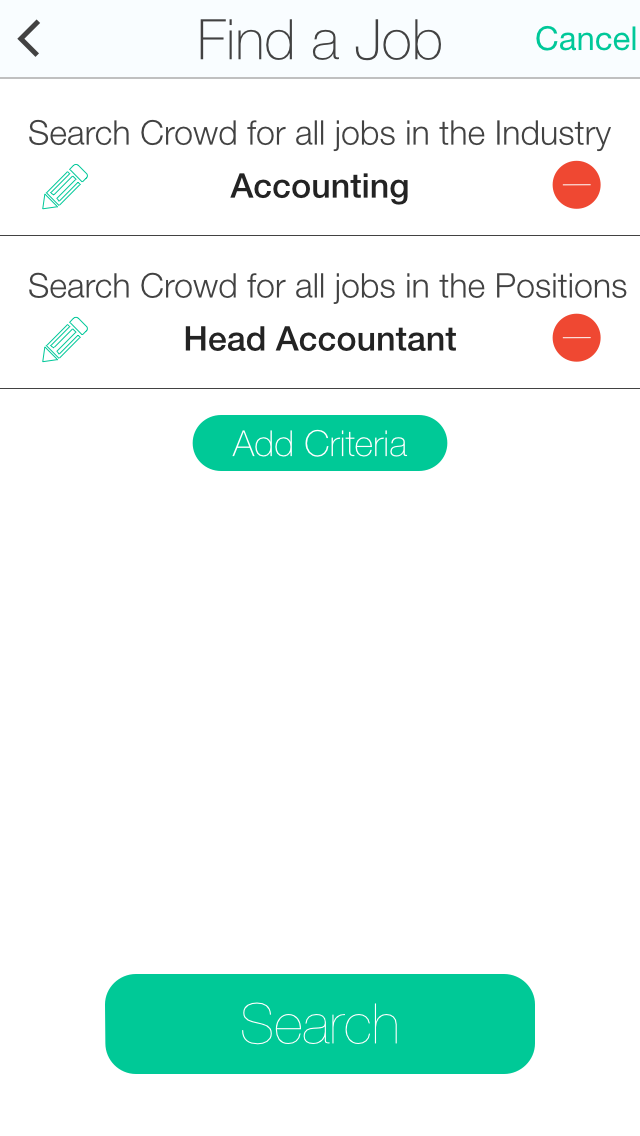 Find a Job
Cancel
Search Crowd for all jobs in the Industry
Accounting
Search Crowd for all jobs in the Positions
Head Accountant
Add Criteria
Search